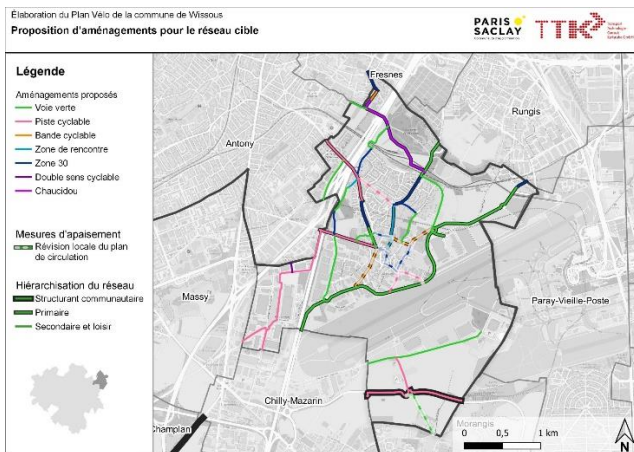 Élaboration du Plan Vélo de la commune de Wissous
Proposition d'aménagements pour le réseau cible
PARIS
SACLAY
TTK
Légende
Aménagements proposés
Voie verte
Piste cyclable
Bande cyclable
Zone de rencontre
Zone 30
Double sens cyclable
Chaucidou
Mesures d'apaisement
Révision locale du plan
de circulation
Hiérarchisation du réseau
Structurant communautaire
Primaire
Secondaire et loisir
Fresnes
Rungis
Antony
Massy
Paray-Vieille-Poste
Chilly-Mazarin
Champlan
Morangis
0 0,5 1 km
N